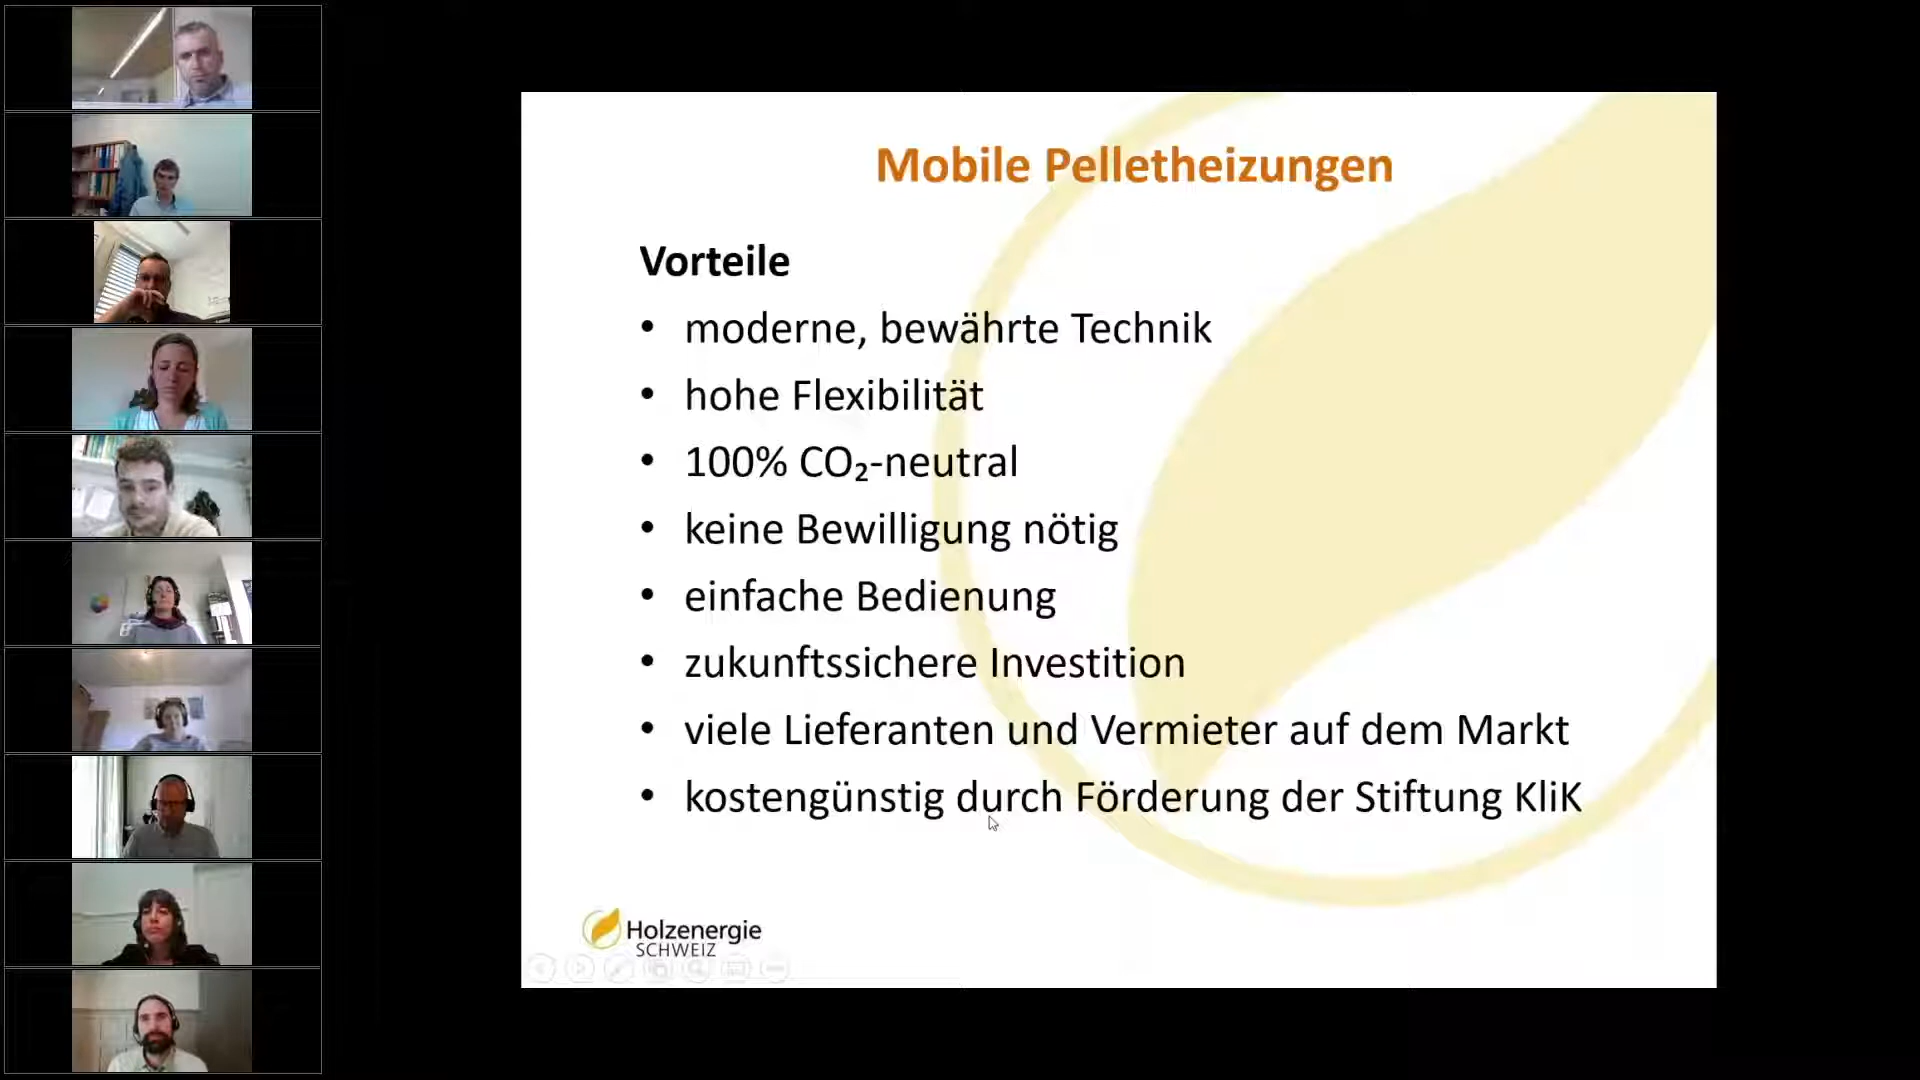 Mobile Pelletheizungen
Vorteile
• moderne, bewährte Technik
• hohe Flexibilität
• 100% CO₂-neutral
• keine Bewilligung nötig
• einfache Bedienung
• zukunftssichere Investition
• viele Lieferanten und Vermieter auf dem Markt
• kostengünstig durch Förderung der Stiftung KliK
Holzenergie
SCHWEIZ